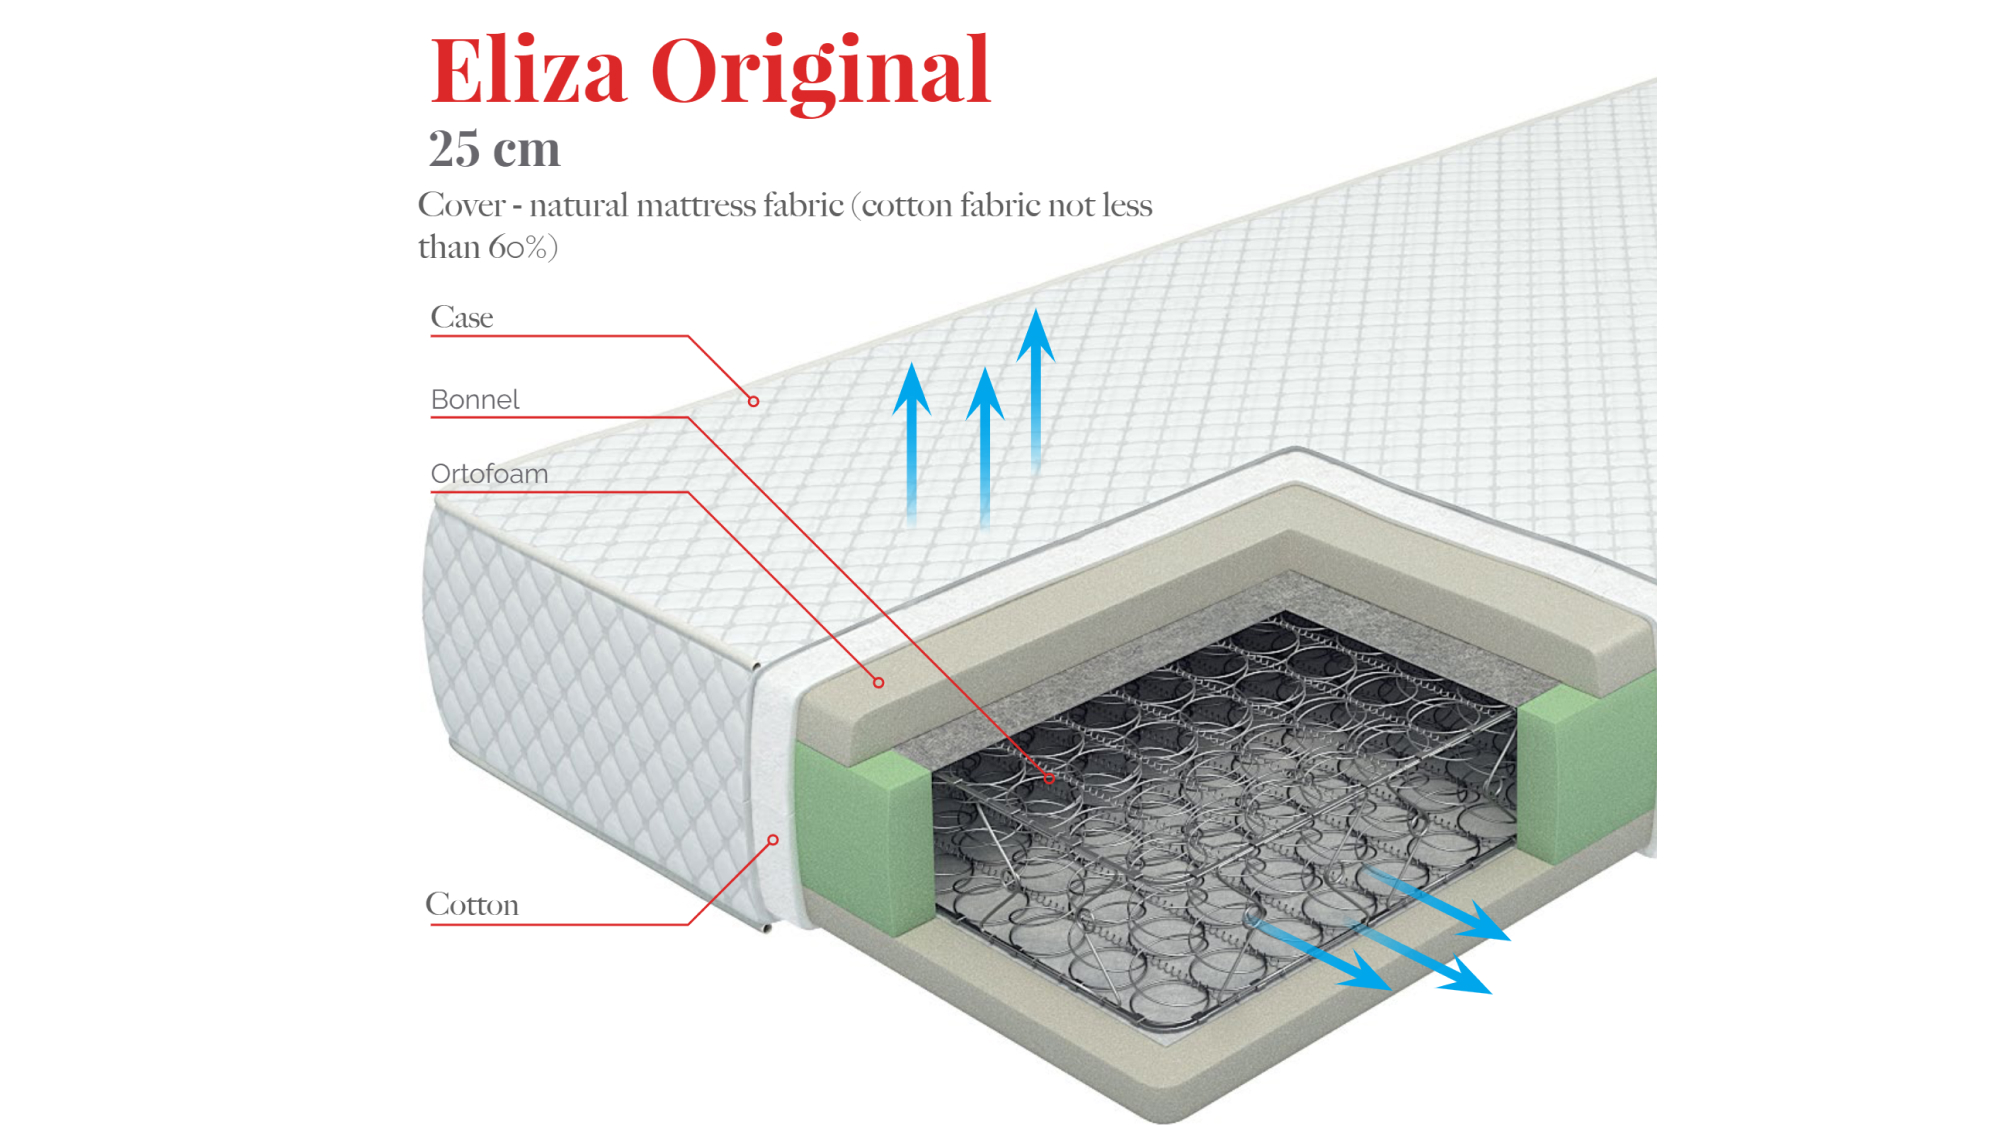 Eliza Original
25 cm
Cover - natural mattress fabric (cotton fabric not less
than 60%)
Case
Bonnel
Ortofoam
Cotton